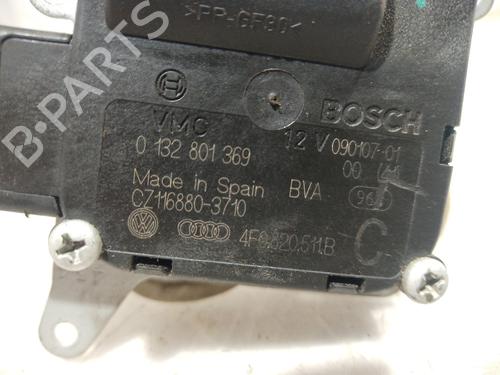 >PP-GF30<
B-PARTS
BOSCH
VMC 12 V 090107-01
0 132 801 369
Made in Spain BVA
CZ116880-3710
4F0.820.511.B C